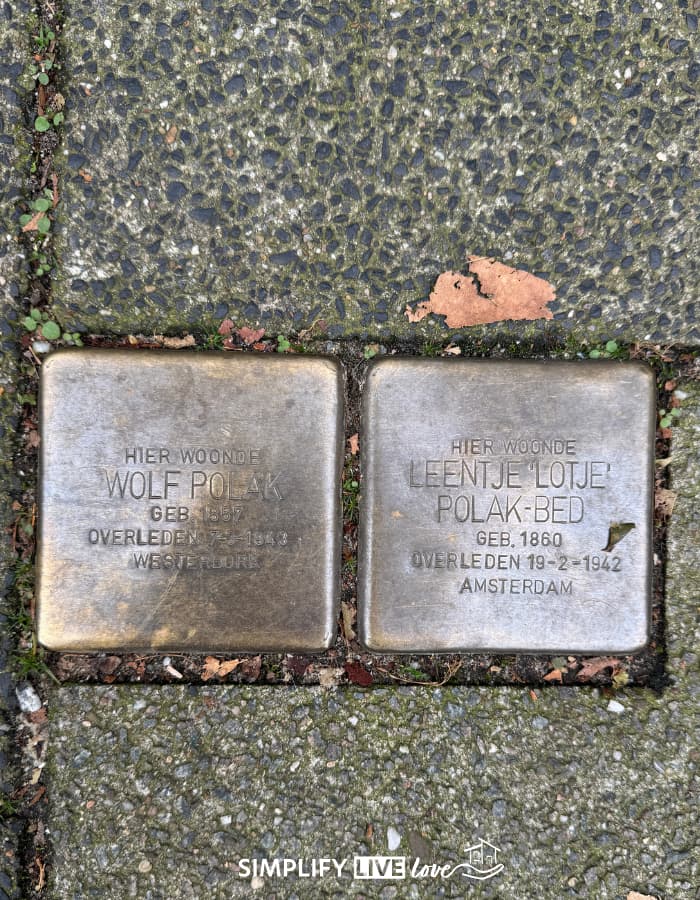 HIER WOONDE
WOLF POLAK
GEB. 1857
OVERLEDEN 1943
WESTERBORK
HIER WOONDE
LEENTJE 'LOTJE'
POLAK-BED
GEB. 1860
OVERLEDEN 19-2-1942
AMSTERDAM
SIMPLIFY LIVE love